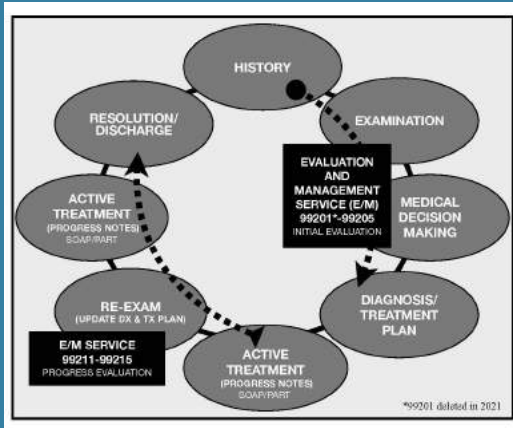 HISTORY
EXAMINATION
MEDICAL
DECISION
MAKING
DIAGNOSIS/
TREATMENT
PLAN
ACTIVE
TREATMENT
(PROGRESS NOTES)
SOAP/PART
RE-EXAM
(UPDATE DX & TX PLAN)
ACTIVE
TREATMENT
(PROGRESS NOTES)
SOAP/PART
RESOLUTION/
DISCHARGE
EVALUATION
AND
MANAGEMENT
SERVICE (E/M)
99201*-99205
INITIAL EVALUATION
E/M SERVICE
99211-99215
PROGRESS EVALUATION
*99201 deleted in 2021